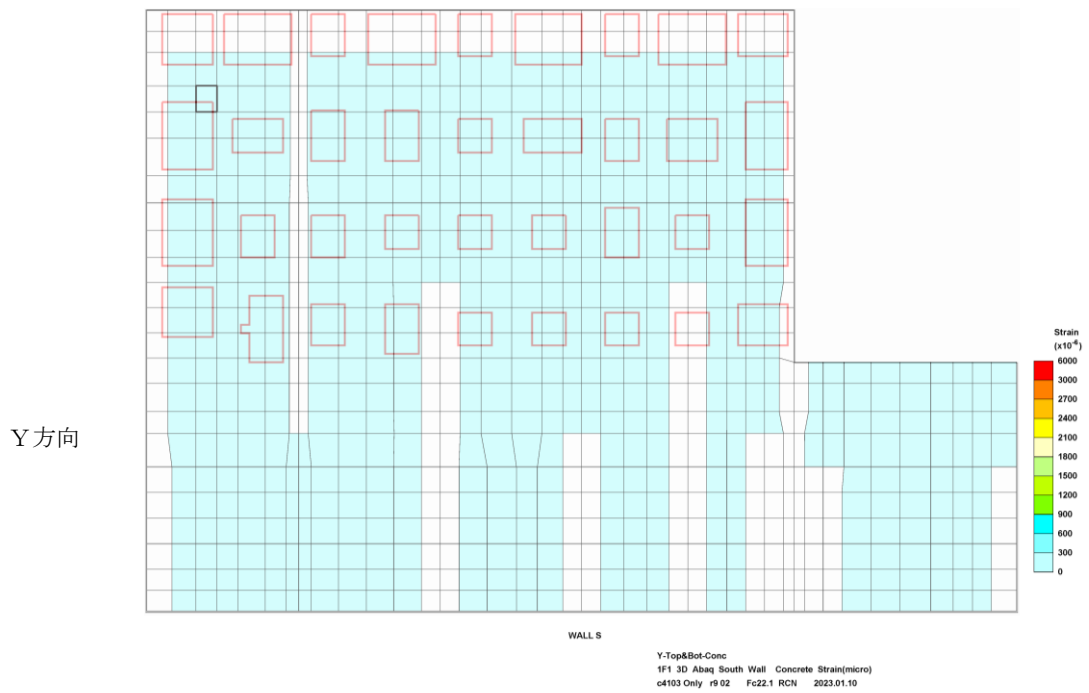 Y方向
Strain
(x10⁻⁶)
6000
3000
2700
2400
2100
1800
1500
1200
900
600
300
0
WALL S
Y-Top&Bot-Conc
1F1 3D Abaq South Wall Concrete Strain(micro)
c4103 Only r9 02 Fc22.1 RCN 2023.01.10